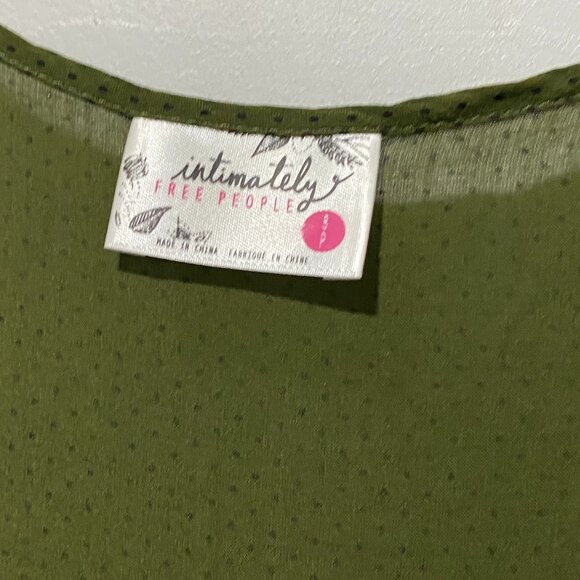 intimately
FREE PEOPLE
MADE IN CHINA FABRIQUÉ EN CHINE